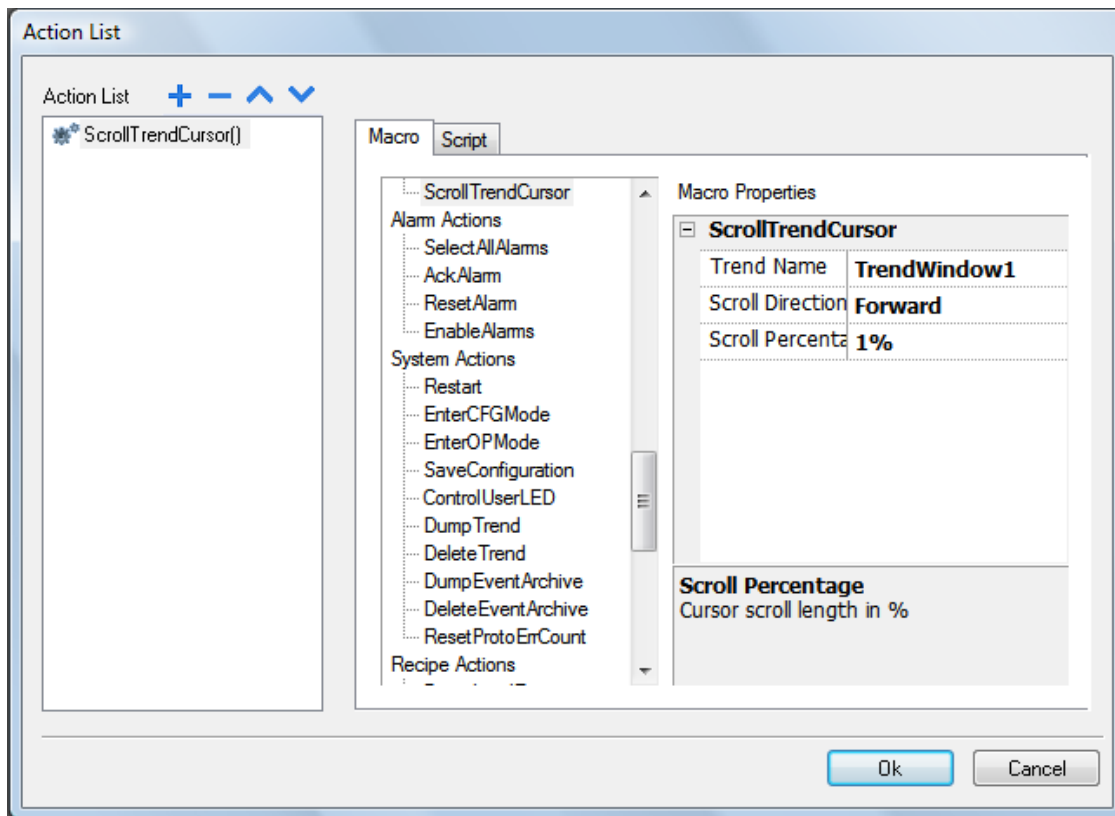 Action List
Action List
ScrollTrendCursor()
Macro Script
ScrollTrendCursor
Alarm Actions
SelectAllAlarms
AckAlarm
ResetAlarm
EnableAlarms
System Actions
Restart
EnterCFGMode
EnterOPMode
SaveConfiguration
ControlUserLED
DumpTrend
DeleteTrend
DumpEventArchive
DeleteEventArchive
ResetProtoErrCount
Recipe Actions
Macro Properties
ScrollTrendCursor
Trend Name TrendWindow1
Scroll Direction Forward
Scroll Percenta 1%
Scroll Percentage
Cursor scroll length in %
Ok Cancel